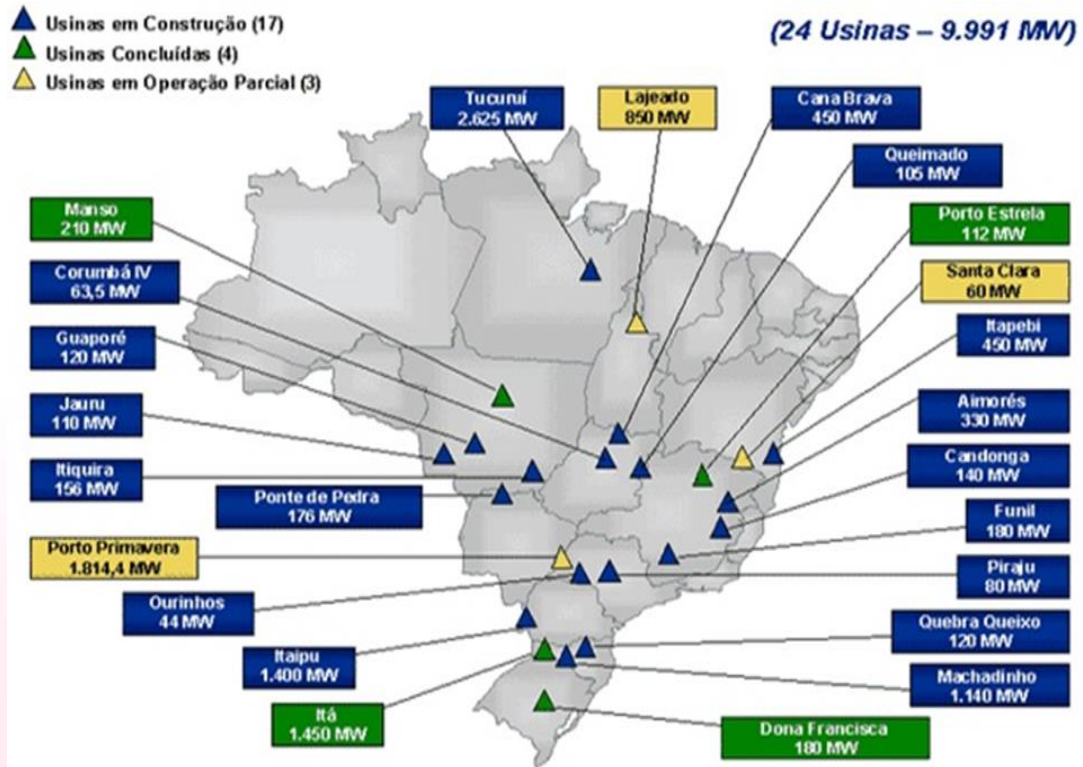 Usinas em Construção (17)
Usinas Concluídas (4)
Usinas em Operação Parcial (3)
(24 Usinas – 9.991 MW)
Tucuruí
2.625 MW
Lajeado
850 MW
Cana Brava
450 MW
Queimado
105 MW
Manso
210 MW
Porto Estrela
112 MW
Corumbá IV
63,5 MW
Santa Clara
60 MW
Guaporé
120 MW
Itapebi
450 MW
Jauru
110 MW
Aimorés
330 MW
Itiquira
156 MW
Candonga
140 MW
Ponte de Pedra
176 MW
Funil
180 MW
Porto Primavera
1.814,4 MW
Piraju
80 MW
Ourinhos
44 MW
Quebra Queixo
120 MW
Itaipu
1.400 MW
Machadinho
1.140 MW
Itá
1.450 MW
Dona Francisca
180 MW